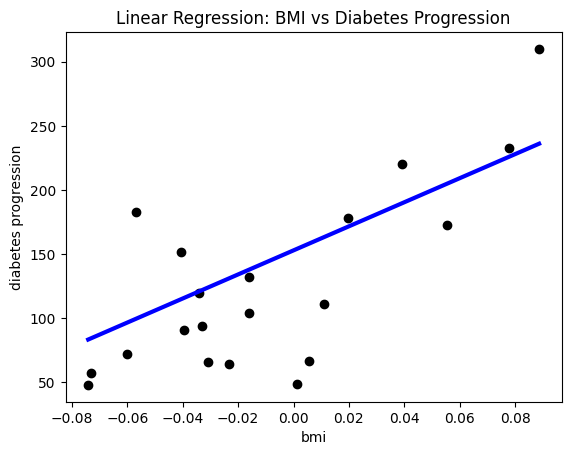 Linear Regression: BMI vs Diabetes Progression
diabetes progression
300
250
200
150
100
50
−0.08 −0.06 −0.04 −0.02 0.00 0.02 0.04 0.06 0.08
bmi